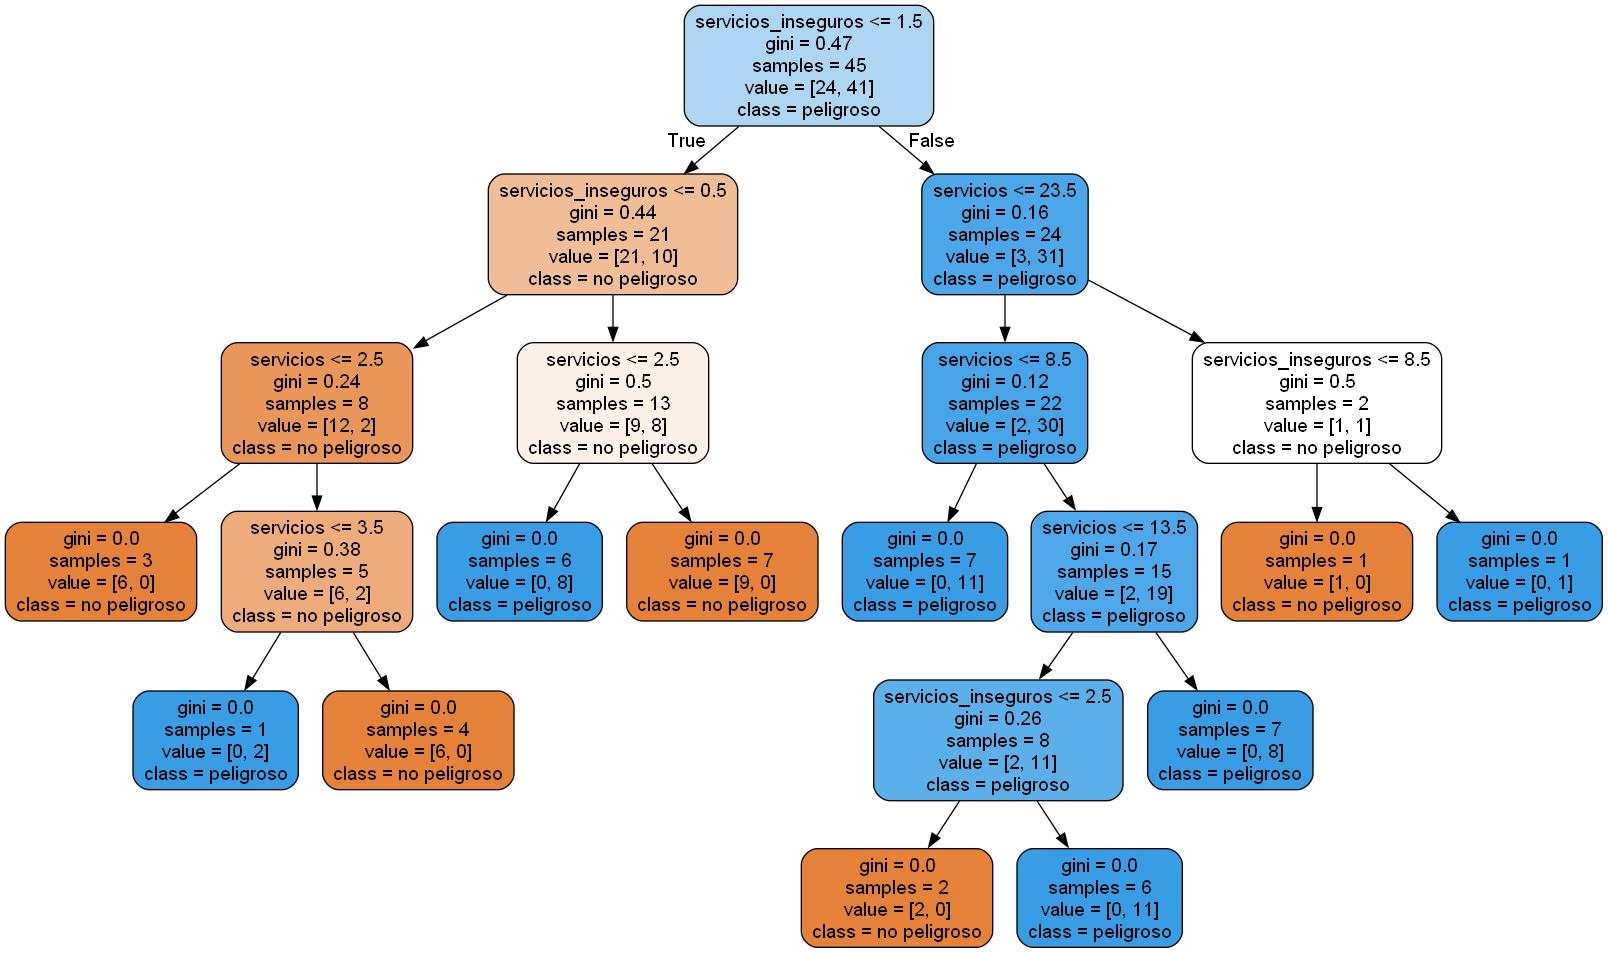 servicios_inseguros <= 1.5
gini = 0.47
samples = 45
value = [24, 41]
class = peligroso
True
False
servicios_inseguros <= 0.5
gini = 0.44
samples = 21
value = [21, 10]
class = no peligroso
servicios <= 23.5
gini = 0.16
samples = 24
value = [3, 31]
class = peligroso
servicios <= 2.5
gini = 0.24
samples = 8
value = [12, 2]
class = no peligroso
servicios <= 2.5
gini = 0.5
samples = 13
value = [9, 8]
class = no peligroso
servicios <= 8.5
gini = 0.12
samples = 22
value = [2, 30]
class = peligroso
servicios_inseguros <= 8.5
gini = 0.5
samples = 2
value = [1, 1]
class = no peligroso
gini = 0.0
samples = 3
value = [6, 0]
class = no peligroso
servicios <= 3.5
gini = 0.38
samples = 5
value = [6, 2]
class = no peligroso
gini = 0.0
samples = 6
value = [0, 8]
class = peligroso
gini = 0.0
samples = 7
value = [9, 0]
class = no peligroso
gini = 0.0
samples = 7
value = [0, 11]
class = peligroso
servicios <= 13.5
gini = 0.17
samples = 15
value = [2, 19]
class = peligroso
gini = 0.0
samples = 1
value = [1, 0]
class = no peligroso
gini = 0.0
samples = 1
value = [0, 1]
class = peligroso
gini = 0.0
samples = 1
value = [0, 2]
class = peligroso
gini = 0.0
samples = 4
value = [6, 0]
class = no peligroso
servicios_inseguros <= 2.5
gini = 0.26
samples = 8
value = [2, 11]
class = peligroso
gini = 0.0
samples = 7
value = [0, 8]
class = peligroso
gini = 0.0
samples = 2
value = [2, 0]
class = no peligroso
gini = 0.0
samples = 6
value = [0, 11]
class = peligroso